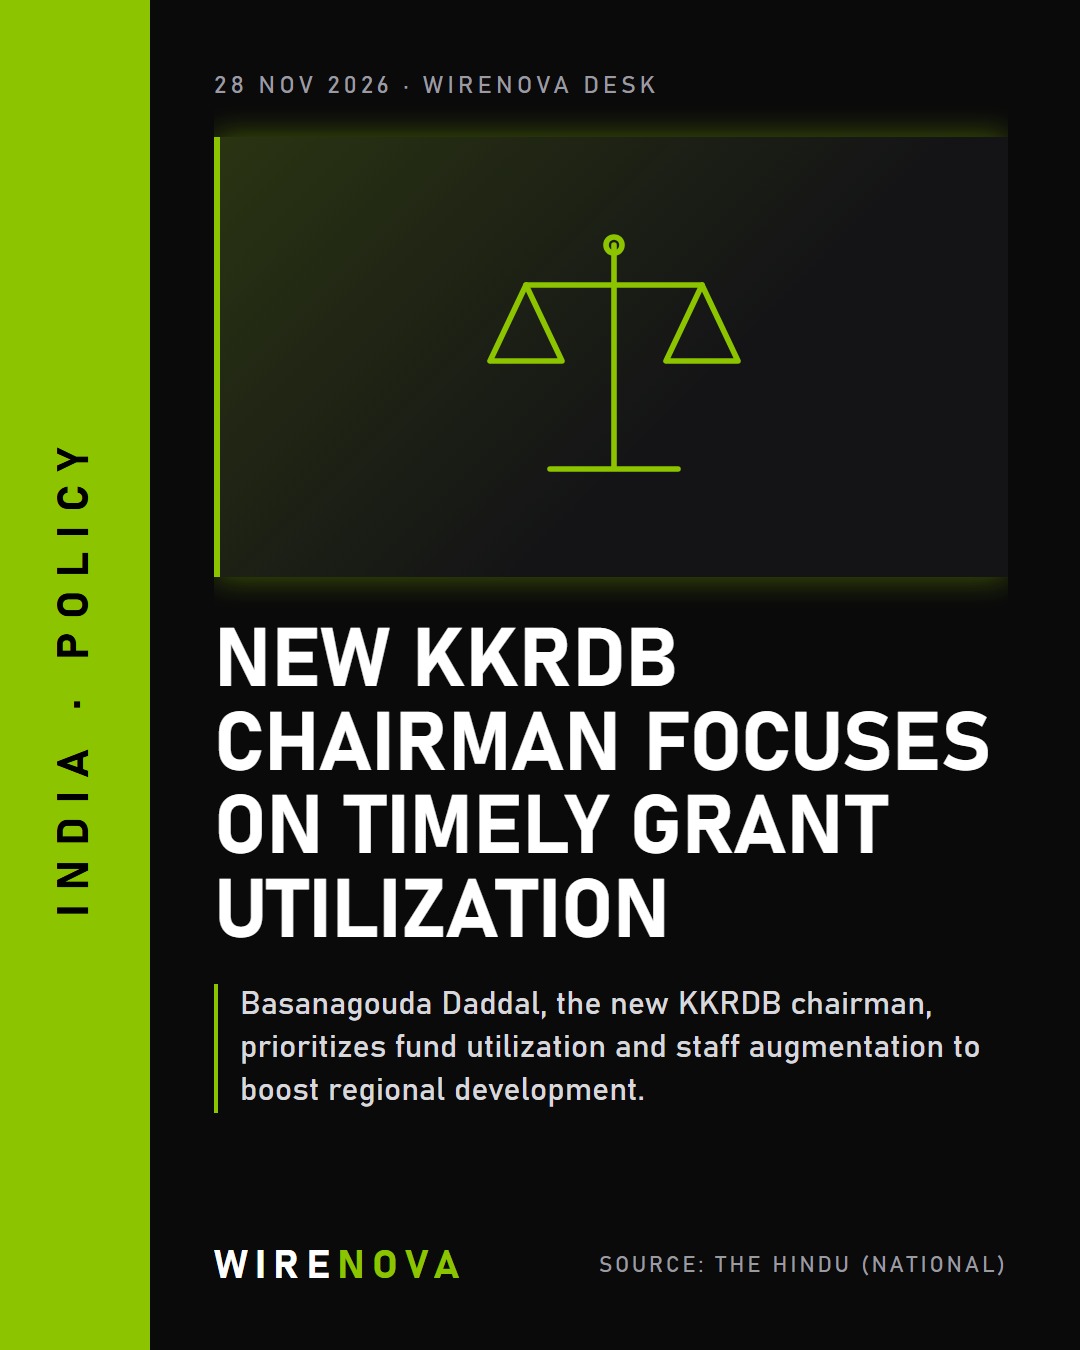 INDIA · POLICY
28 NOV 2026 · WIRENOVA DESK
NEW KKRDB
CHAIRMAN FOCUSES
ON TIMELY GRANT
UTILIZATION
Basanagouda Daddal, the new KKRDB chairman,
prioritizes fund utilization and staff augmentation to
boost regional development.
WIRENOVA
SOURCE: THE HINDU (NATIONAL)